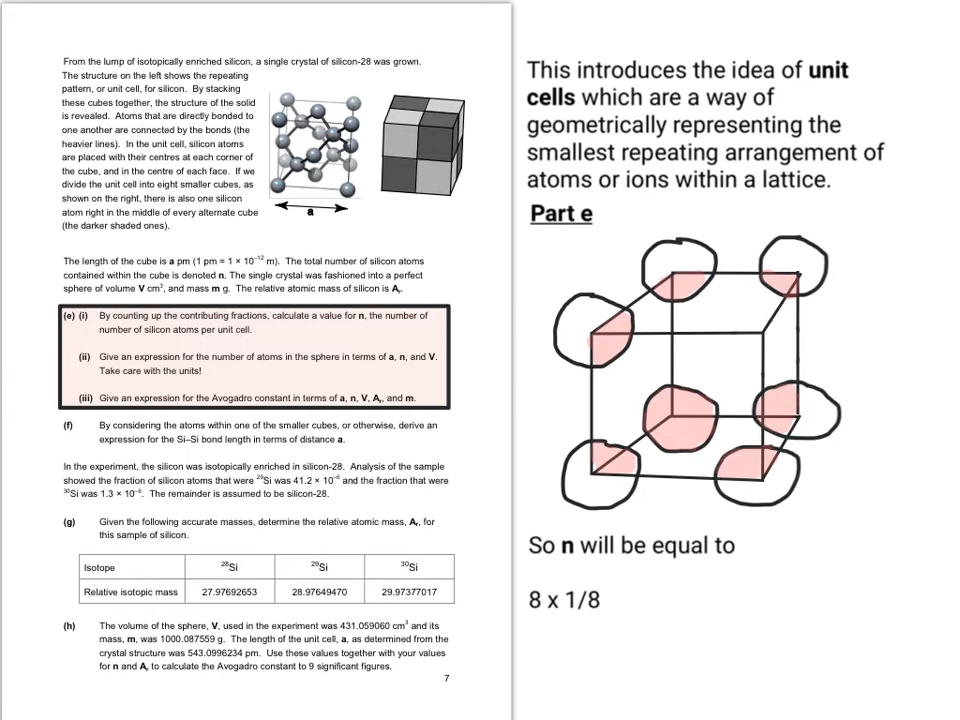 From the lump of isotopically enriched silicon, a single crystal of silicon-28 was grown.
The structure on the left shows the repeating
pattern, or unit cell, for silicon. By stacking
these cubes together, the structure of the solid
is revealed. Atoms that are directly bonded to
one another are connected by the bonds (the
heavier lines). In the unit cell, silicon atoms
are placed with their centres at each corner of
the cube, and in the centre of each face. If we
divide the unit cell into eight smaller cubes, as
shown on the right, there is also one silicon
atom right in the middle of every alternate cube
(the darker shaded ones).
a
The length of the cube is a pm (1 pm = 1 × 10⁻¹² m). The total number of silicon atoms
contained within the cube is denoted n. The single crystal was fashioned into a perfect
sphere of volume V cm³, and mass m g. The relative atomic mass of silicon is Aᵣ.
(e) (i) By counting up the contributing fractions, calculate a value for n, the number of
number of silicon atoms per unit cell.
(ii) Give an expression for the number of atoms in the sphere in terms of a, n, and V.
Take care with the units!
(iii) Give an expression for the Avogadro constant in terms of a, n, V, Aᵣ, and m.
(f) By considering the atoms within one of the smaller cubes, or otherwise, derive an
expression for the Si–Si bond length in terms of distance a.
In the experiment, the silicon was isotopically enriched in silicon-28. Analysis of the sample
showed the fraction of silicon atoms that were ²⁹Si was 41.2 × 10⁻⁶ and the fraction that were
³⁰Si was 1.3 × 10⁻⁶. The remainder is assumed to be silicon-28.
(g) Given the following accurate masses, determine the relative atomic mass, Aᵣ, for
this sample of silicon.
Isotope ²⁸Si ²⁹Si ³⁰Si
Relative isotopic mass 27.97692653 28.97649470 29.97377017
(h) The volume of the sphere, V, used in the experiment was 431.059060 cm³ and its
mass, m, was 1000.087559 g. The length of the unit cell, a, as determined from the
crystal structure was 543.0996234 pm. Use these values together with your values
for n and Aᵣ to calculate the Avogadro constant to 9 significant figures.
7
This introduces the idea of unit
cells which are a way of
geometrically representing the
smallest repeating arrangement of
atoms or ions within a lattice.
Part e
So n will be equal to
8 x 1/8